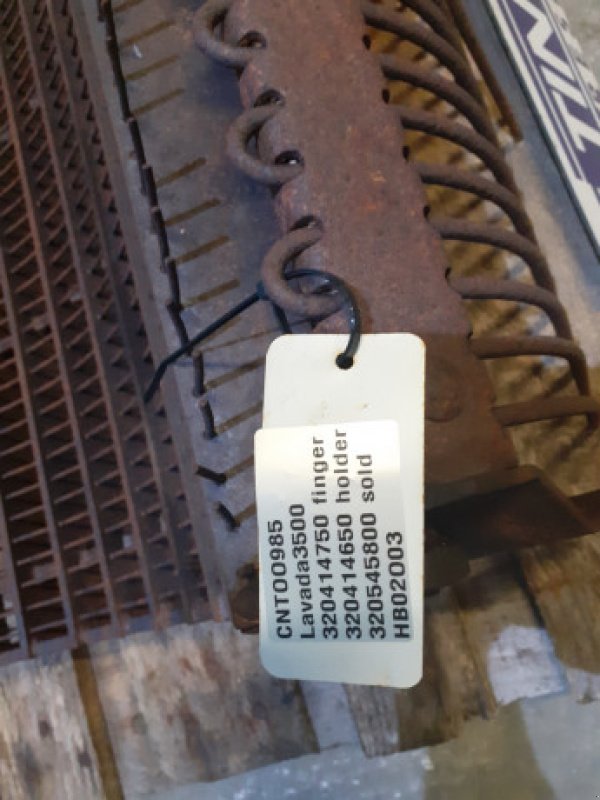 CNT00985
Lavada3500
320414750 finger
320414650 holder
320545800 sold
HB02003